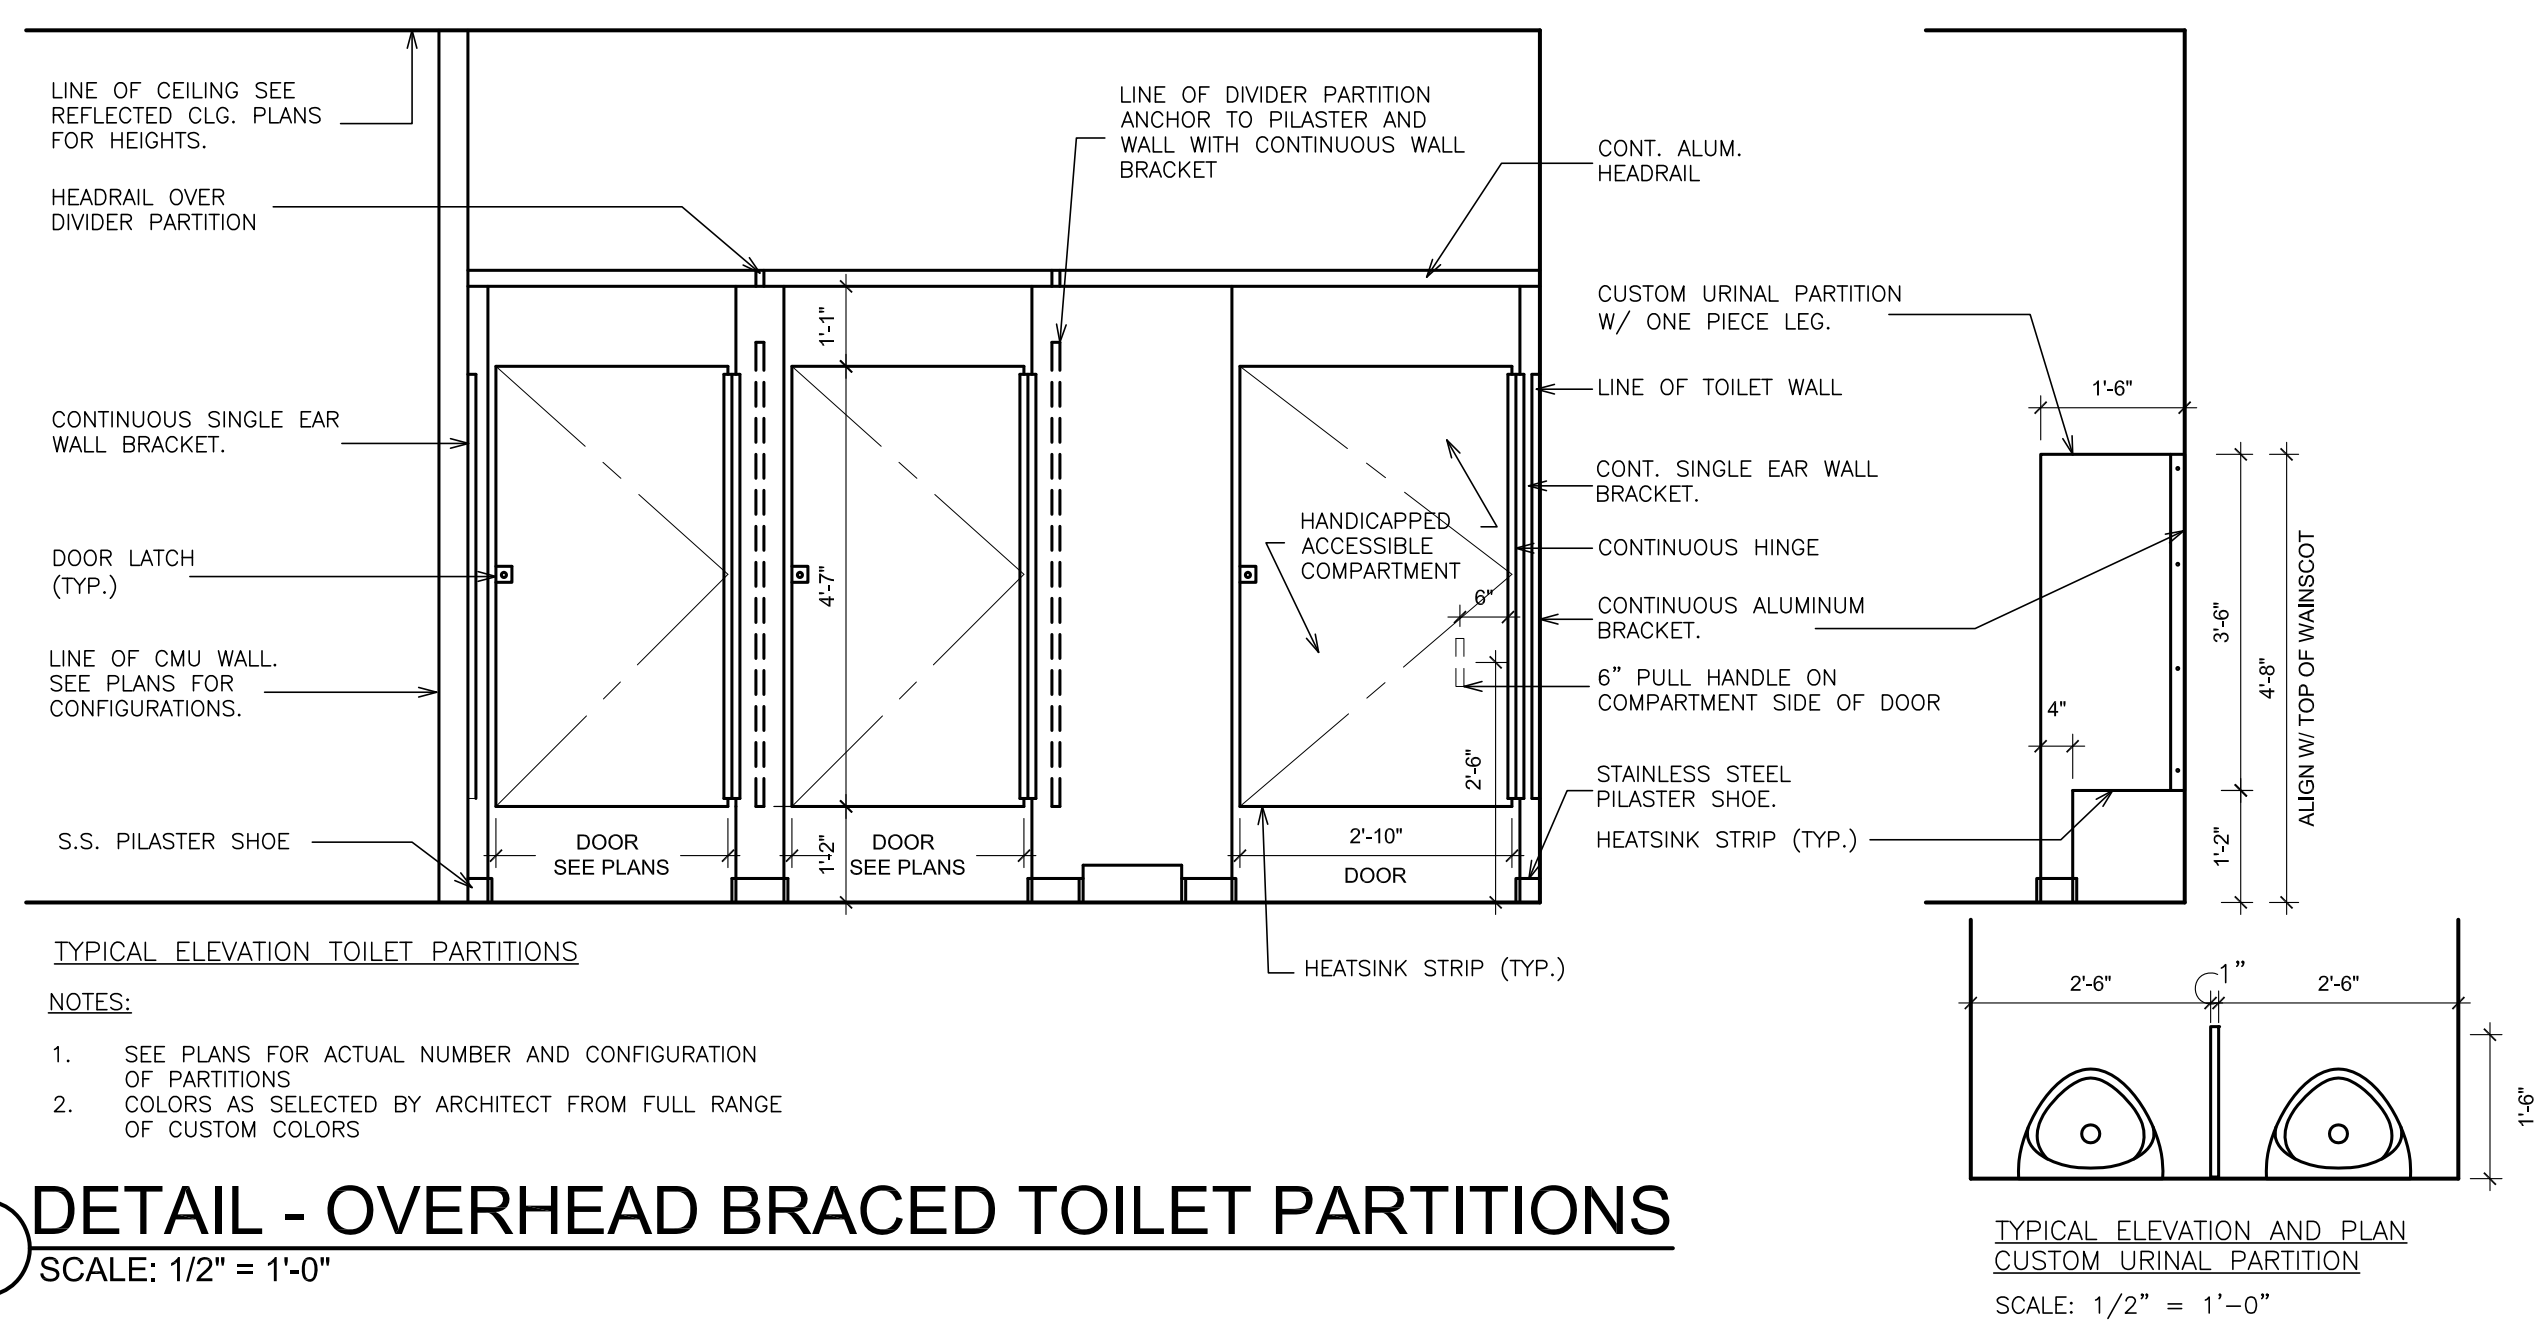 LINE OF CEILING SEE
REFLECTED CLG. PLANS
FOR HEIGHTS.
HEADRAIL OVER
DIVIDER PARTITION
CONTINUOUS SINGLE EAR
WALL BRACKET.
DOOR LATCH
(TYP.)
LINE OF CMU WALL.
SEE PLANS FOR
CONFIGURATIONS.
S.S. PILASTER SHOE
LINE OF DIVIDER PARTITION
ANCHOR TO PILASTER AND
WALL WITH CONTINUOUS WALL
BRACKET
1'-1"
4'-7"
1'-2"
DOOR
SEE PLANS
DOOR
SEE PLANS
HANDICAPPED
ACCESSIBLE
COMPARTMENT
6"
2'-6"
2'-10"
DOOR
HEATSINK STRIP (TYP.)
CONT. ALUM.
HEADRAIL
CUSTOM URINAL PARTITION
W/ ONE PIECE LEG.
LINE OF TOILET WALL
CONT. SINGLE EAR WALL
BRACKET.
CONTINUOUS HINGE
CONTINUOUS ALUMINUM
BRACKET.
6” PULL HANDLE ON
COMPARTMENT SIDE OF DOOR
STAINLESS STEEL
PILASTER SHOE.
HEATSINK STRIP (TYP.)
1'-6"
4"
3'-6"
1'-2"
4'-8"
ALIGN W/ TOP OF WAINSCOT
TYPICAL ELEVATION TOILET PARTITIONS
NOTES:
1. SEE PLANS FOR ACTUAL NUMBER AND CONFIGURATION
OF PARTITIONS
2. COLORS AS SELECTED BY ARCHITECT FROM FULL RANGE
OF CUSTOM COLORS
DETAIL - OVERHEAD BRACED TOILET PARTITIONS
SCALE: 1/2" = 1'-0"
2'-6"
1”
2'-6"
1'-6"
TYPICAL ELEVATION AND PLAN
CUSTOM URINAL PARTITION
SCALE: 1/2” = 1’–0”